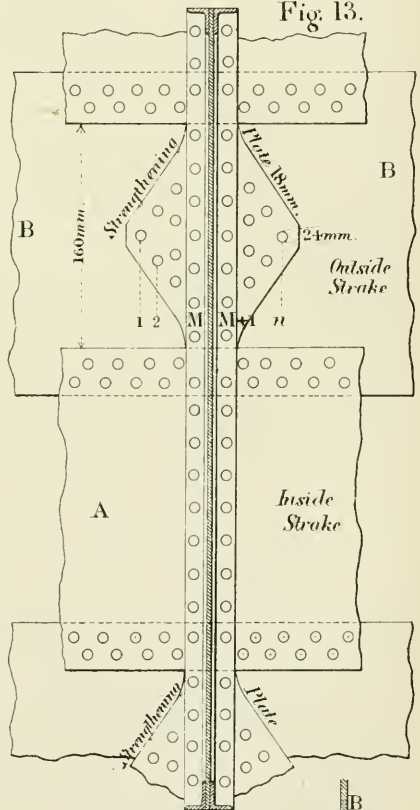 Fig. 13.
Strengthening
Plate 18mm.
B
B
160mm.
24mm.
Outside
Strake
1 2 M M M+1 n
A
Inside
Strake
Strengthening
Plate
B